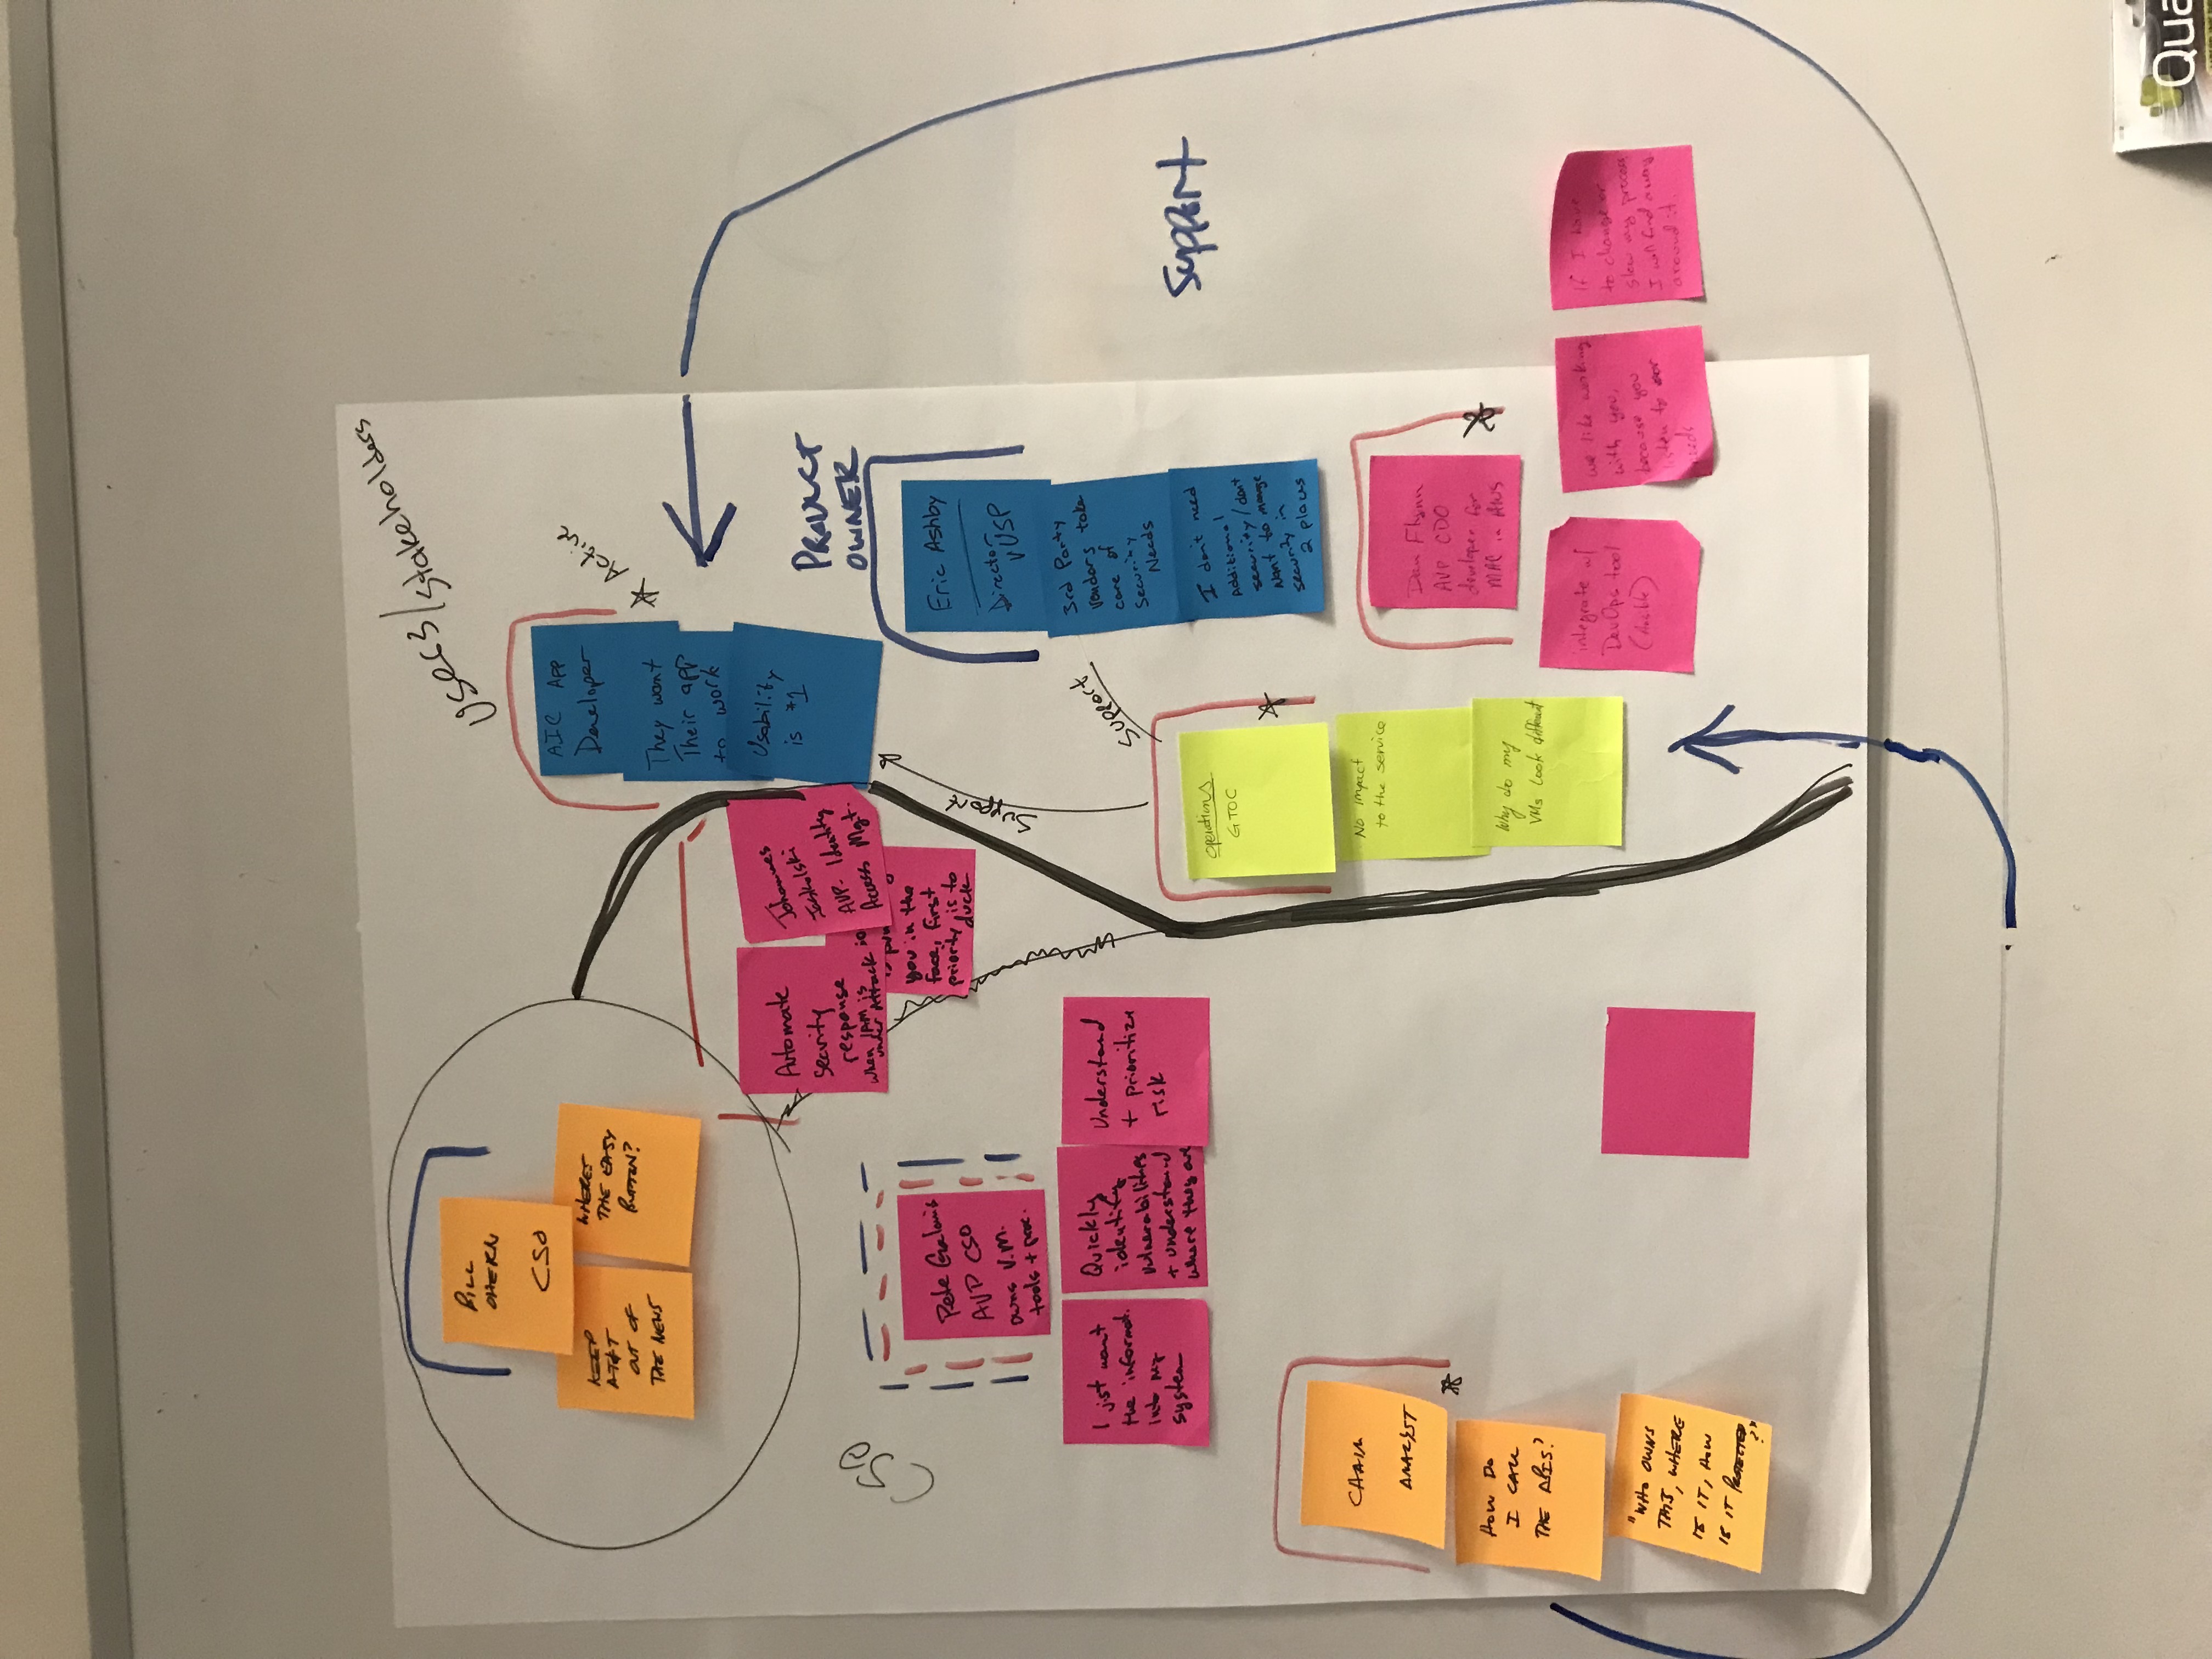 Users/stakeholders
BILL
OHERN
CSO
KEEP
AT&T
OUT OF
THE NEWS
WHERES
THE EASY
BUTTON?
AIC App
Developer
They want
Their app
to work
Usability
is #1
* Active
Automate
security
response
when IAM is
under Attack
Johannes
Jaskolski
AVP- Identity
Access Mgt.
you in the
face, first
priority is to
duck
CSO
Pete Galanis
AVP CSO
owns V.M.
tools + proc.
I jst want
the informat.
into my
system
Quickly
identify
vulnerabilities
+ understand
where they are
Understand
+ prioritize
risk
Support
Support
PRODUCT
OWNER
Eric Ashby
Director
vUSP
3rd Party
vendors take
care of
Security
Needs
I don't need
Additional
security/don't
want to manage
security in
2 places
Support
operations
GTOC
No impact
to the service
Why do my
VMs look different
CHAIN
ANALYST
HOW DO
I CALL
THE APIS?
"WHO OWNS
THIS, WHERE
IS IT, HOW
IS IT PROTECTED
?"
Dan Flynn
AVP CDO
developer for
in AWS
integrate w/
DevOps tool
(Ansible)
we like working
with you,
because you
listen to our
needs
If I have
to change or
slow my process
I will find a way
around it.
Qua